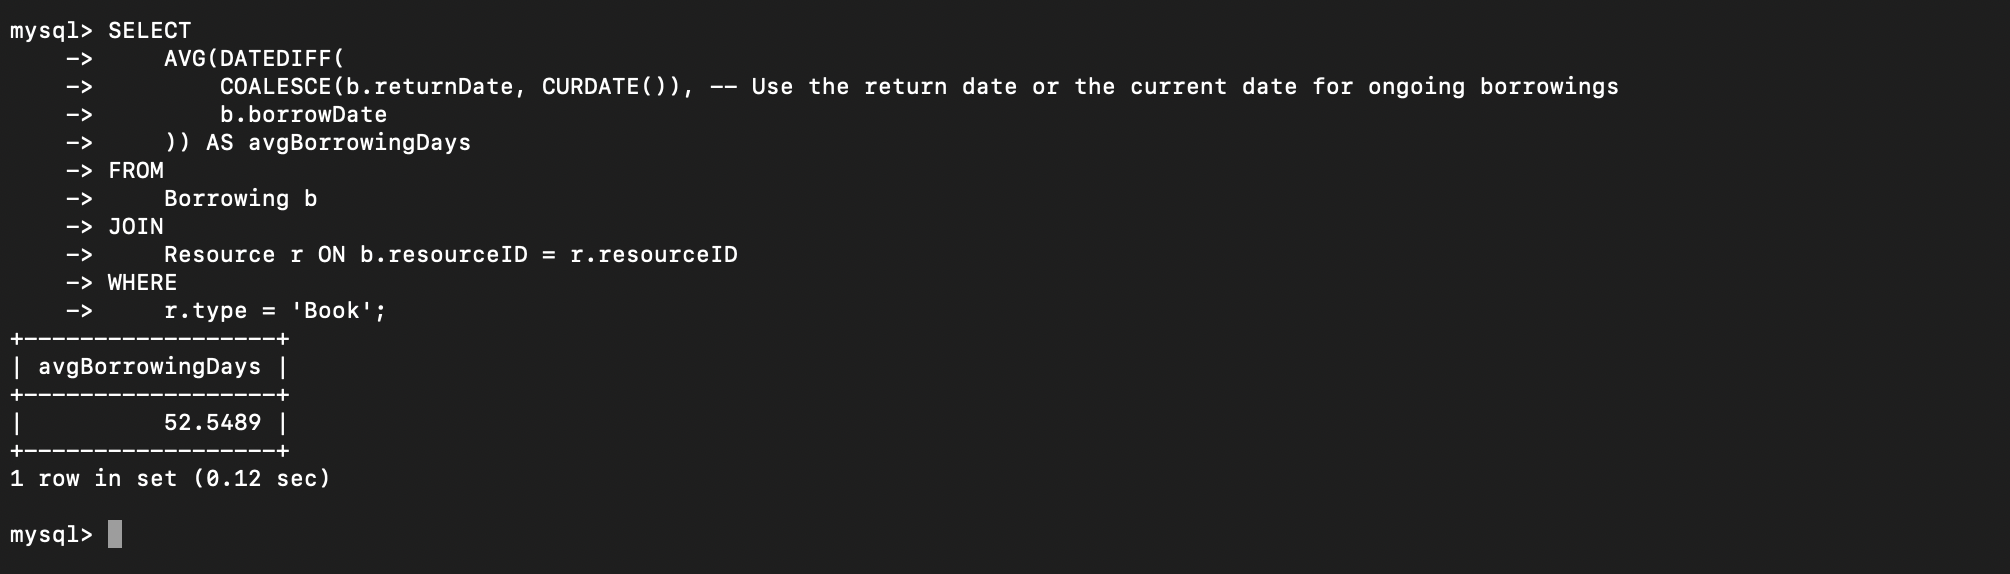 mysql> SELECT
    ->     AVG(DATEDIFF(
    ->         COALESCE(b.returnDate, CURDATE()), -- Use the return date or the current date for ongoing borrowings
    ->         b.borrowDate
    ->     )) AS avgBorrowingDays
    -> FROM
    ->     Borrowing b
    -> JOIN
    ->     Resource r ON b.resourceID = r.resourceID
    -> WHERE
    ->     r.type = 'Book';
+------------------+
| avgBorrowingDays |
+------------------+
|          52.5489 |
+------------------+
1 row in set (0.12 sec)
mysql>